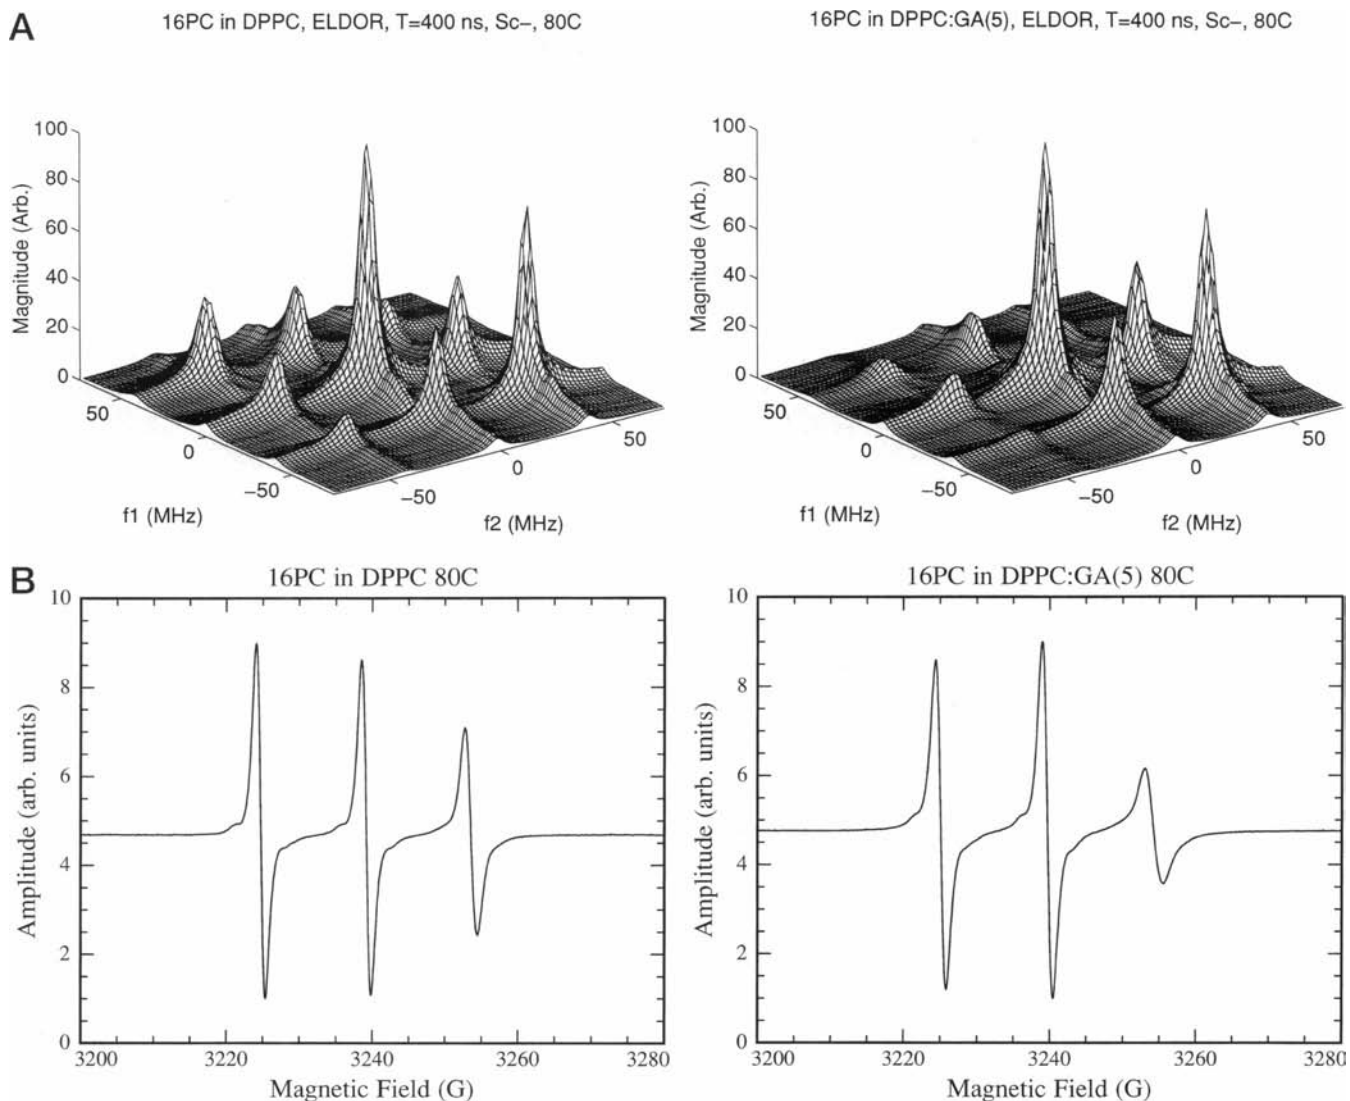 A
16PC in DPPC, ELDOR, T=400 ns, Sc−, 80C
16PC in DPPC:GA(5), ELDOR, T=400 ns, Sc−, 80C
Magnitude (Arb.)
100
80
60
40
20
0
50
0
−50
f1 (MHz)
−50
0
50
f2 (MHz)
Magnitude (Arb.)
100
80
60
40
20
0
50
0
−50
f1 (MHz)
−50
0
50
f2 (MHz)
B
16PC in DPPC 80C
Amplitude (arb. units)
10
8
6
4
2
0
3200
3220
3240
3260
3280
Magnetic Field (G)
16PC in DPPC:GA(5) 80C
Amplitude (arb. units)
10
8
6
4
2
0
3200
3220
3240
3260
3280
Magnetic Field (G)